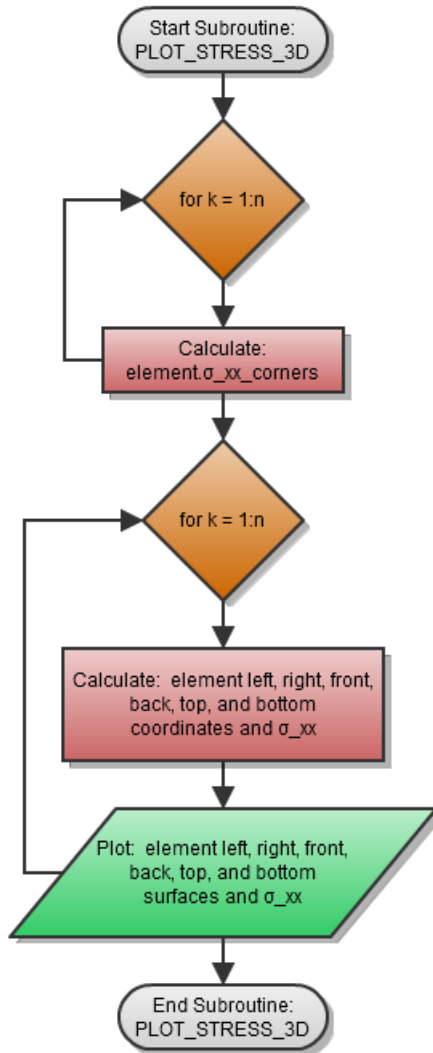 Start Subroutine:
PLOT_STRESS_3D
for k = 1:n
Calculate:
element.σ_xx_corners
for k = 1:n
Calculate:  element left, right, front,
back, top, and bottom
coordinates and σ_xx
Plot:  element left, right, front,
back, top, and bottom
surfaces and σ_xx
End Subroutine:
PLOT_STRESS_3D